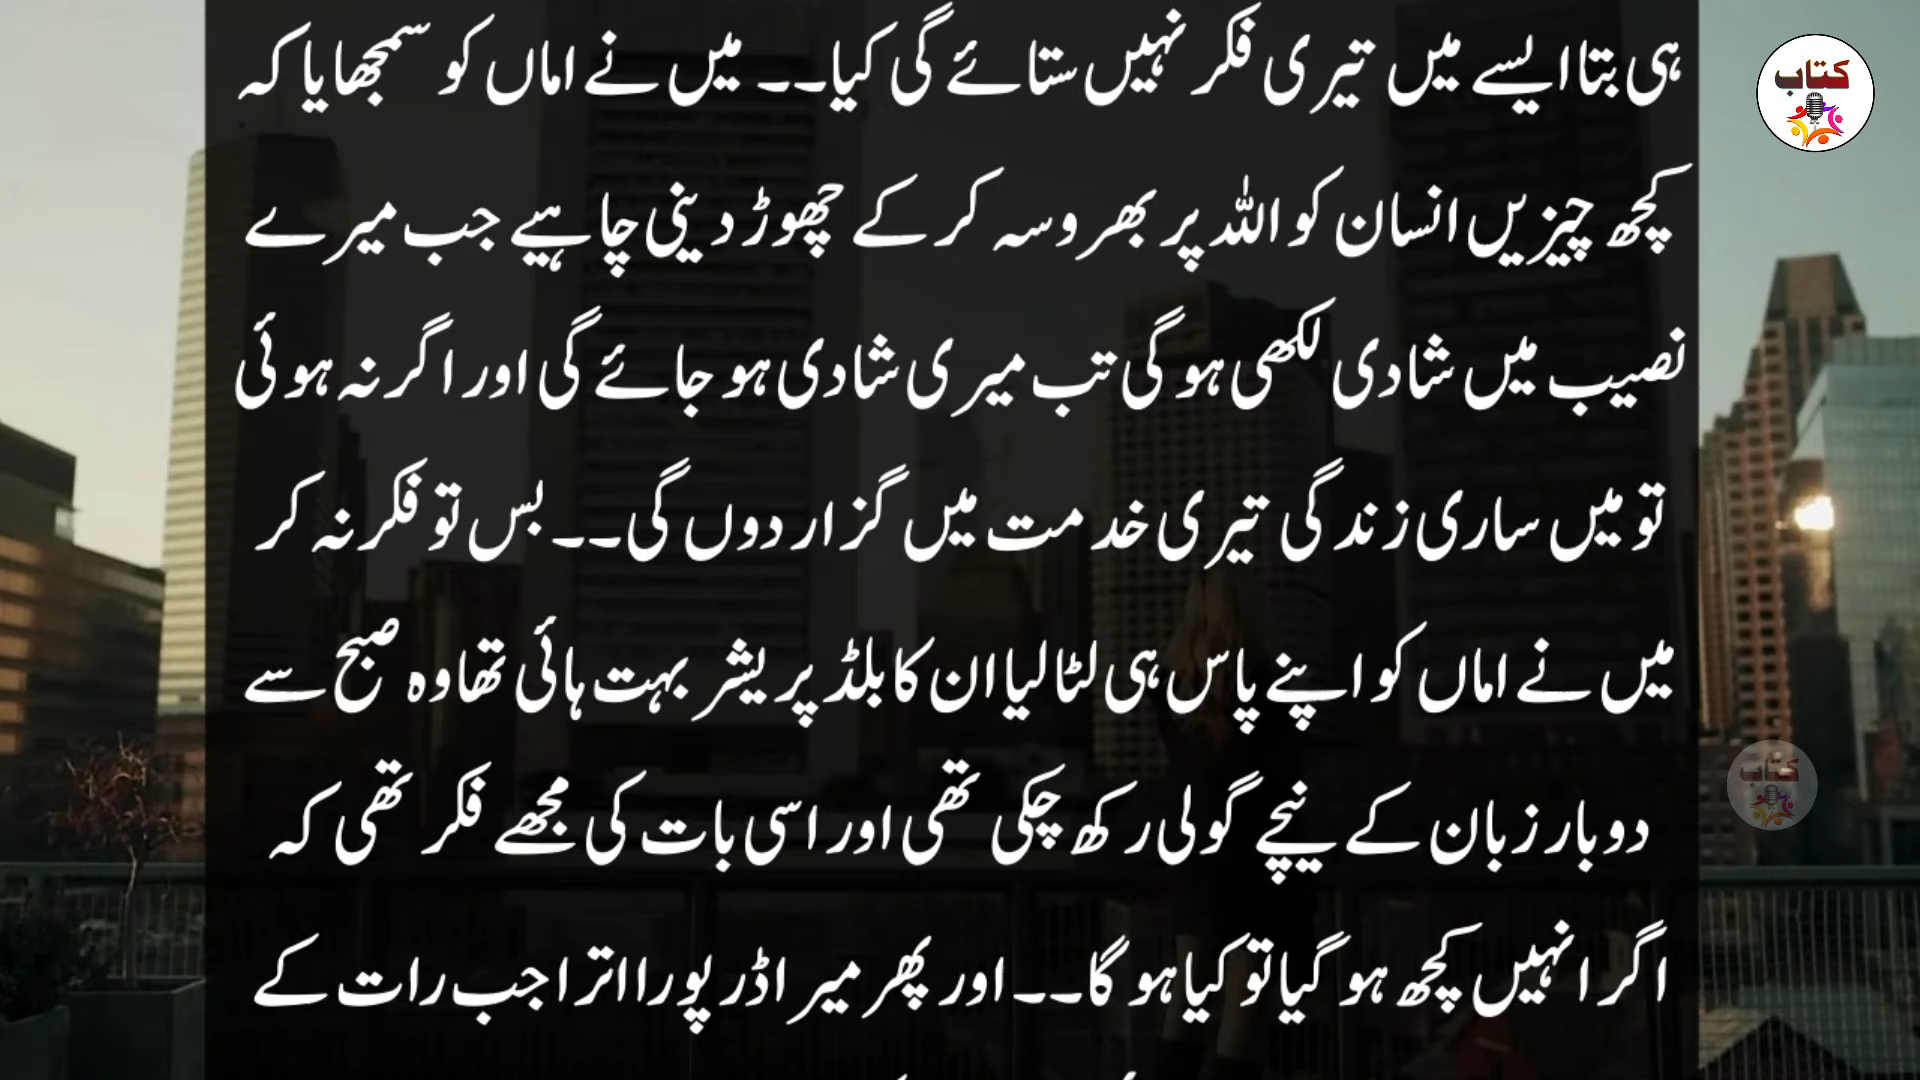 ہی بتا ایسے میں تیری فکر نہیں ستائے گی کیا۔۔ میں نے اماں کو سمجھایا کہ
کچھ چیزیں انسان کو اللہ پر بھروسہ کر کے چھوڑ دینی چاہیے جب میرے
نصیب میں شادی لکھی ہوگی تب میری شادی ہو جائے گی اور اگر نہ ہوئی
تو میں ساری زندگی تیری خدمت میں گزار دوں گی۔۔ بس تو فکر نہ کر
میں نے اماں کو اپنے پاس ہی لٹا لیا ان کا بلڈ پریشر بہت ہائی تھا وہ صبح سے
دو بار زبان کے نیچے گولی رکھ چکی تھی اور اسی بات کی مجھے فکر تھی کہ
اگر انہیں کچھ ہو گیا تو کیا ہو گا۔۔ اور پھر میرا ڈر پورا اترا جب رات کے
کتاب
کتاب